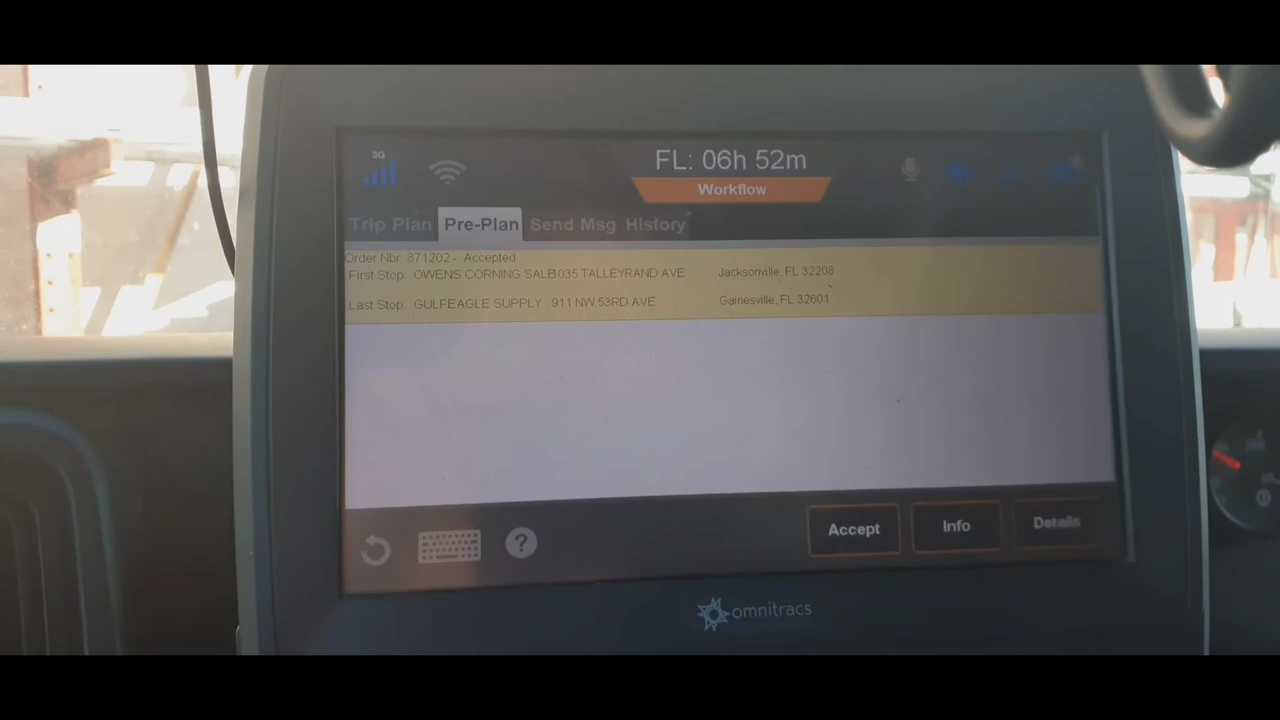 3G
FL: 06h 52m
Workflow
Trip Plan Pre-Plan Send Msg History
Order Nbr: 871202 - Accepted
First Stop: OWENS CORNING SALB035 TALLEYRAND AVE Jacksonville, FL 32208
Last Stop: GULFEAGLE SUPPLY 911 NW 53RD AVE Gainesville, FL 32601
? Accept Info Details
omnitracs